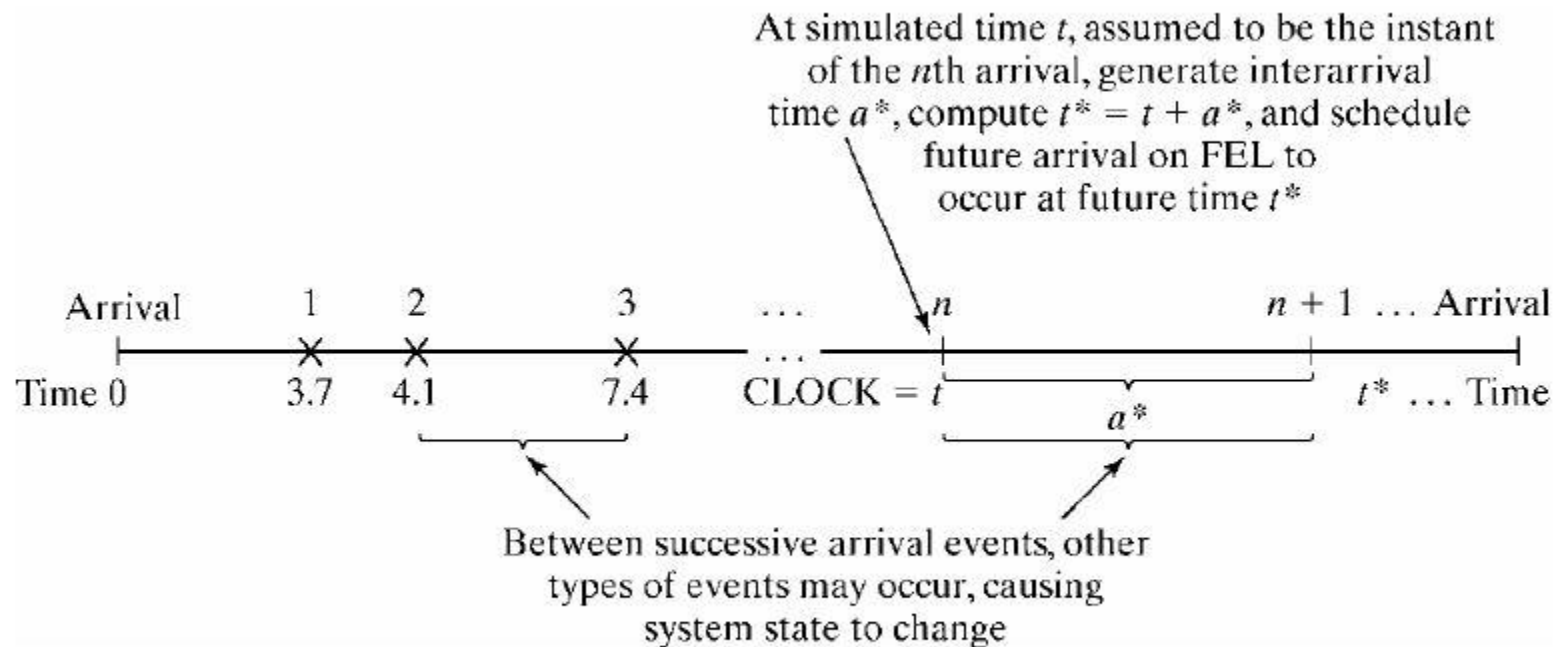 At simulated time t, assumed to be the instant
of the nth arrival, generate interarrival
time a*, compute t* = t + a*, and schedule
future arrival on FEL to
occur at future time t*
Arrival 1 2 3 ... n n + 1 ... Arrival
...
Time 0 3.7 4.1 7.4 CLOCK = t t* ... Time
a*
Between successive arrival events, other
types of events may occur, causing
system state to change